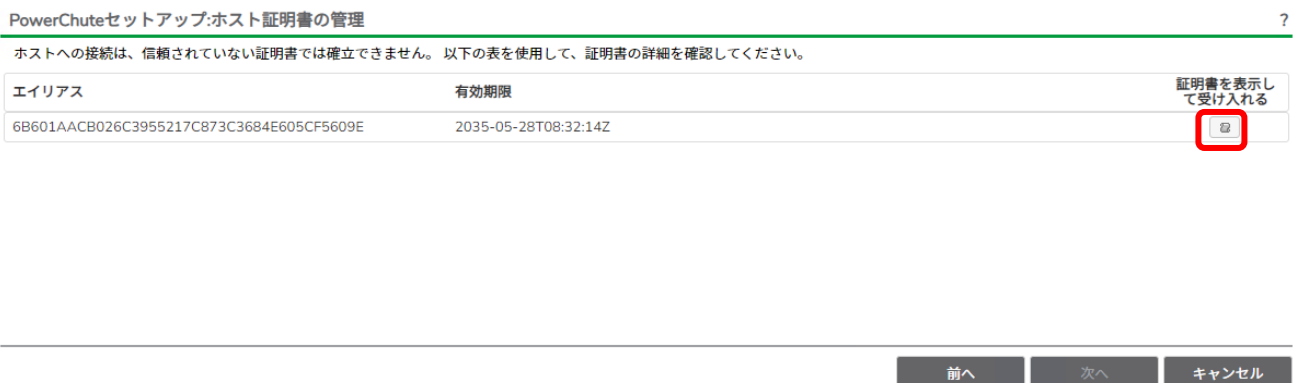 PowerChuteセットアップ:ホスト証明書の管理 ?
ホストへの接続は、信頼されていない証明書では確立できません。 以下の表を使用して、証明書の詳細を確認してください。
エイリアス 有効期限 証明書を表示し
て受け入れる
6B601AACB026C3955217C873C3684E605CF5609E 2035-05-28T08:32:14Z
前へ 次へ キャンセル